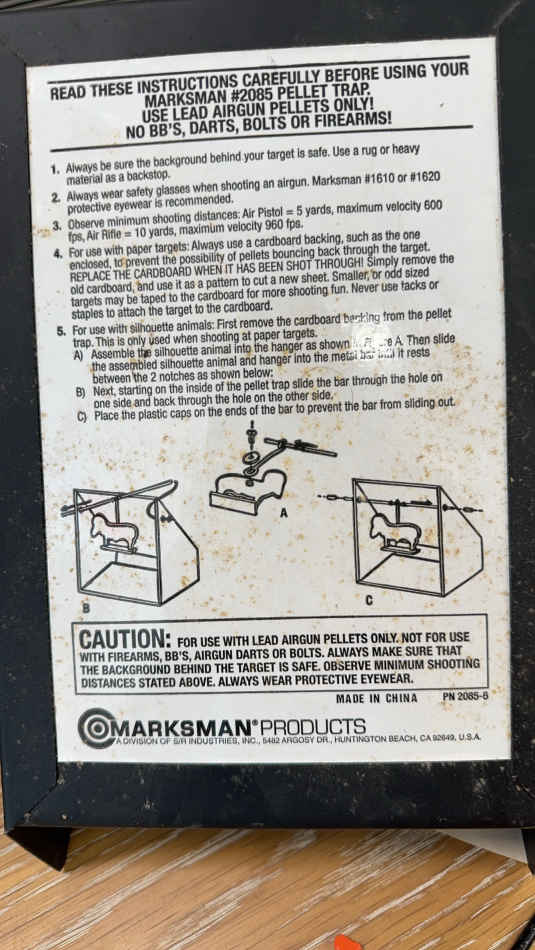 READ THESE INSTRUCTIONS CAREFULLY BEFORE USING YOUR
MARKSMAN #2085 PELLET TRAP.
USE LEAD AIRGUN PELLETS ONLY!
NO BB'S, DARTS, BOLTS OR FIREARMS!
1. Always be sure the background behind your target is safe. Use a rug or heavy
material as a backstop.
2. Always wear safety glasses when shooting an airgun. Marksman #1610 or #1620
protective eyewear is recommended.
3. Observe minimum shooting distances: Air Pistol = 5 yards, maximum velocity 600
fps, Air Rifle = 10 yards, maximum velocity 960 fps.
4. For use with paper targets: Always use a cardboard backing, such as the one
enclosed, to prevent the possibility of pellets bouncing back through the target.
REPLACE THE CARDBOARD WHEN IT HAS BEEN SHOT THROUGH! Simply remove the
old cardboard, and use it as a pattern to cut a new sheet. Smaller, or odd sized
targets may be taped to the cardboard for more shooting fun. Never use tacks or
staples to attach the target to the cardboard.
5. For use with silhouette animals: First remove the cardboard backing from the pellet
trap. This is only used when shooting at paper targets.
A) Assemble the silhouette animal into the hanger as shown A. Then slide
the assembled silhouette animal and hanger into the metal bar it rests
between the 2 notches as shown below:
B) Next, starting on the inside of the pellet trap slide the bar through the hole on
one side and back through the hole on the other side.
C) Place the plastic caps on the ends of the bar to prevent the bar from sliding out.
A
B
C
CAUTION: FOR USE WITH LEAD AIRGUN PELLETS ONLY. NOT FOR USE
WITH FIREARMS, BB'S, AIRGUN DARTS OR BOLTS. ALWAYS MAKE SURE THAT
THE BACKGROUND BEHIND THE TARGET IS SAFE. OBSERVE MINIMUM SHOOTING
DISTANCES STATED ABOVE. ALWAYS WEAR PROTECTIVE EYEWEAR.
MADE IN CHINA PN 2085-6
MARKSMAN® PRODUCTS
A DIVISION OF S/R INDUSTRIES, INC., 5482 ARGOSY DR., HUNTINGTON BEACH, CA 92649, U.S.A.